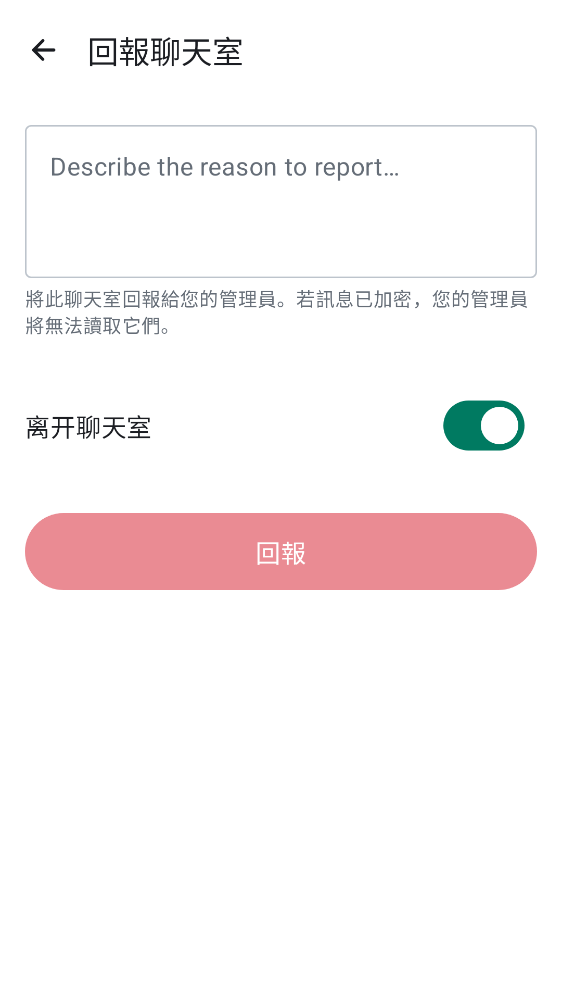 回報聊天室
Describe the reason to report…
將此聊天室回報給您的管理員。若訊息已加密，您的管理員
將無法讀取它們。
离开聊天室
回報